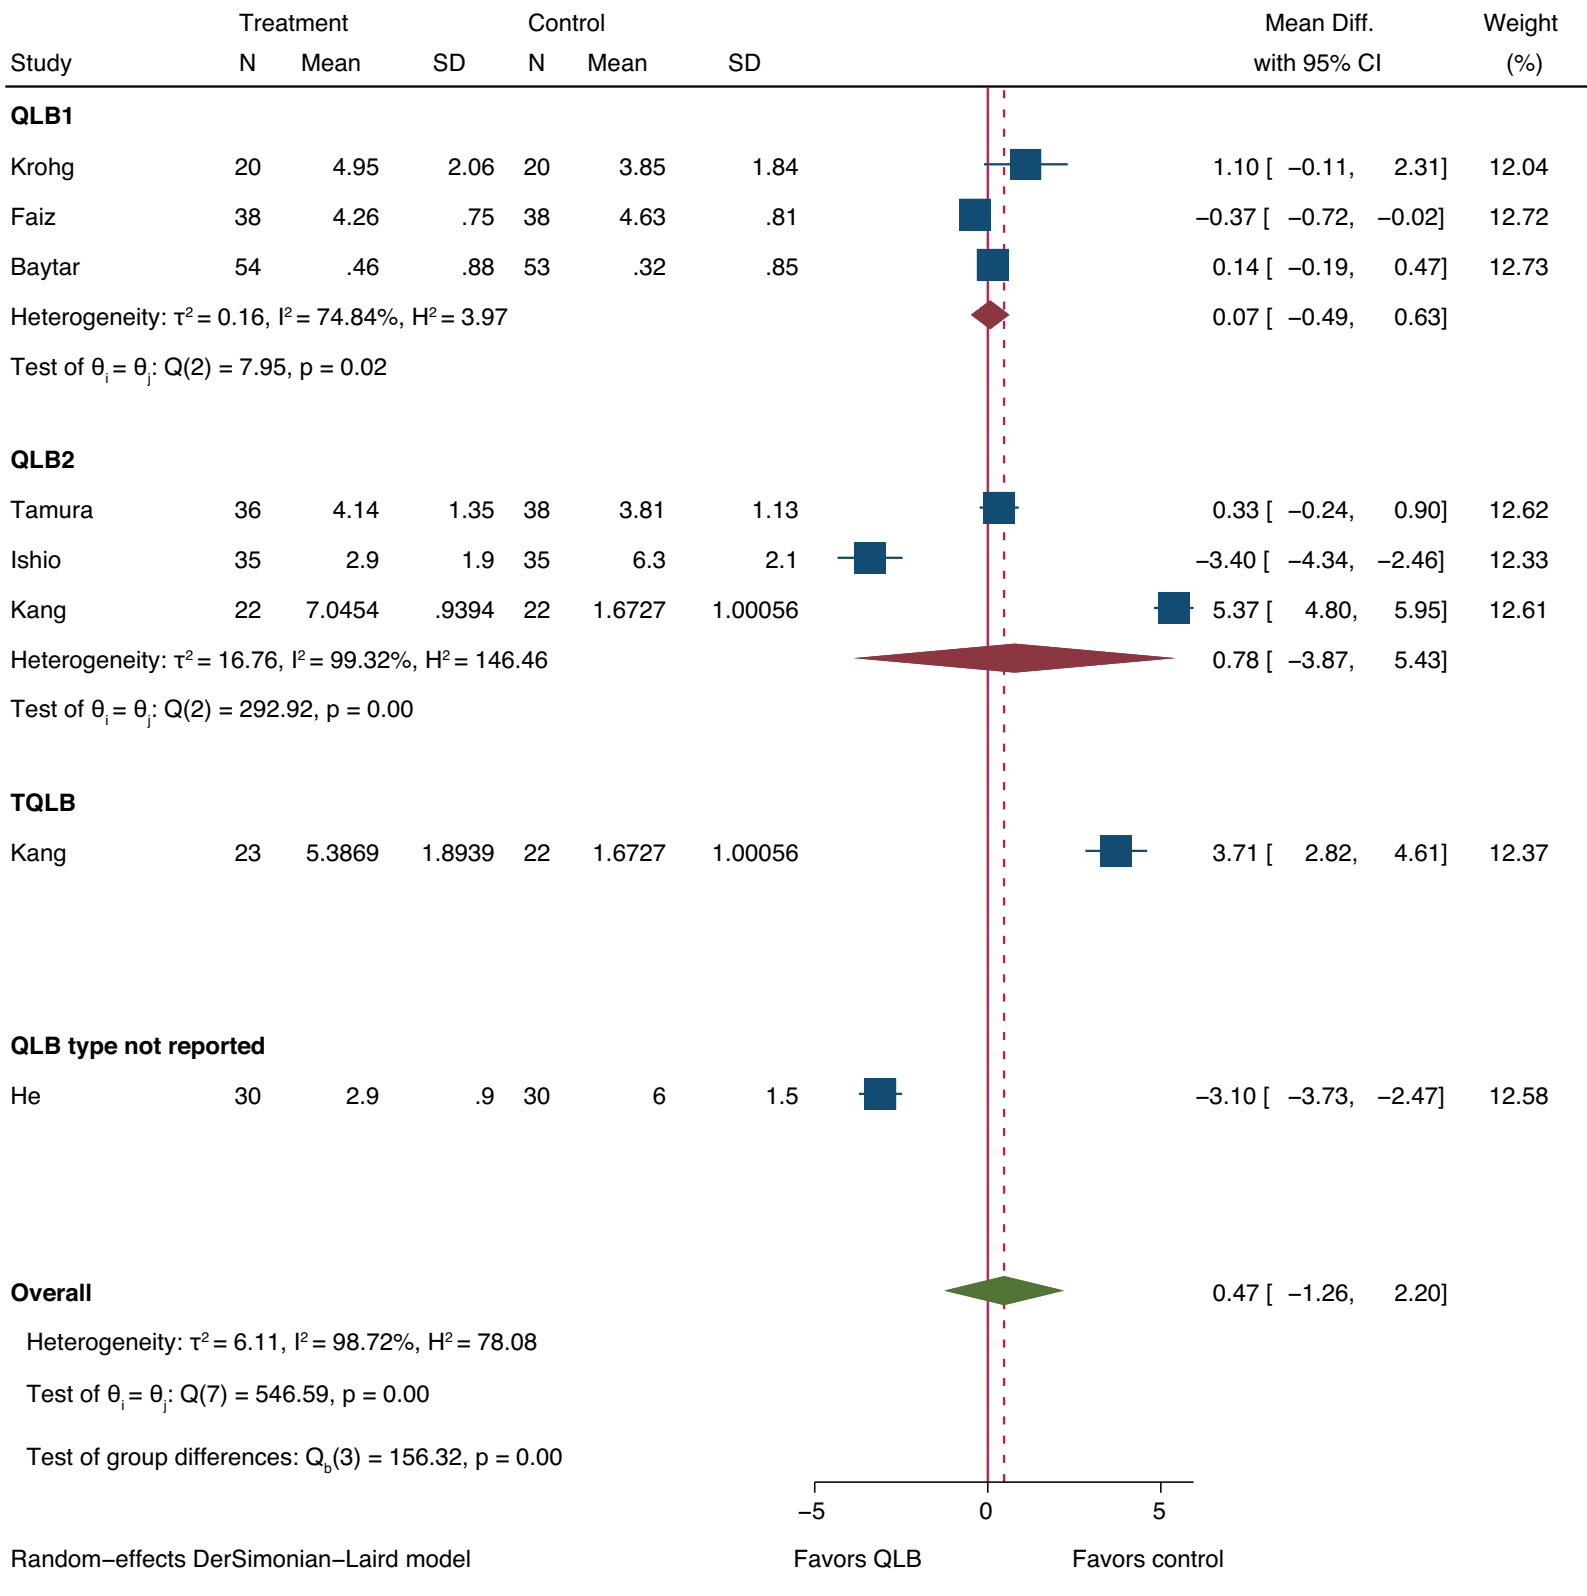 Treatment Control Mean Diff. Weight
Study N Mean SD N Mean SD with 95% CI (%)
QLB1
Krohg 20 4.95 2.06 20 3.85 1.84 1.10 [ −0.11, 2.31] 12.04
Faiz 38 4.26 .75 38 4.63 .81 −0.37 [ −0.72, −0.02] 12.72
Baytar 54 .46 .88 53 .32 .85 0.14 [ −0.19, 0.47] 12.73
Heterogeneity: τ² = 0.16, I² = 74.84%, H² = 3.97 0.07 [ −0.49, 0.63]
Test of θᵢ = θⱼ: Q(2) = 7.95, p = 0.02
QLB2
Tamura 36 4.14 1.35 38 3.81 1.13 0.33 [ −0.24, 0.90] 12.62
Ishio 35 2.9 1.9 35 6.3 2.1 −3.40 [ −4.34, −2.46] 12.33
Kang 22 7.0454 .9394 22 1.6727 1.00056 5.37 [ 4.80, 5.95] 12.61
Heterogeneity: τ² = 16.76, I² = 99.32%, H² = 146.46 0.78 [ −3.87, 5.43]
Test of θᵢ = θⱼ: Q(2) = 292.92, p = 0.00
TQLB
Kang 23 5.3869 1.8939 22 1.6727 1.00056 3.71 [ 2.82, 4.61] 12.37
QLB type not reported
He 30 2.9 .9 30 6 1.5 −3.10 [ −3.73, −2.47] 12.58
Overall 0.47 [ −1.26, 2.20]
Heterogeneity: τ² = 6.11, I² = 98.72%, H² = 78.08
Test of θᵢ = θⱼ: Q(7) = 546.59, p = 0.00
Test of group differences: Q_b(3) = 156.32, p = 0.00
−5 0 5
Random−effects DerSimonian−Laird model Favors QLB Favors control